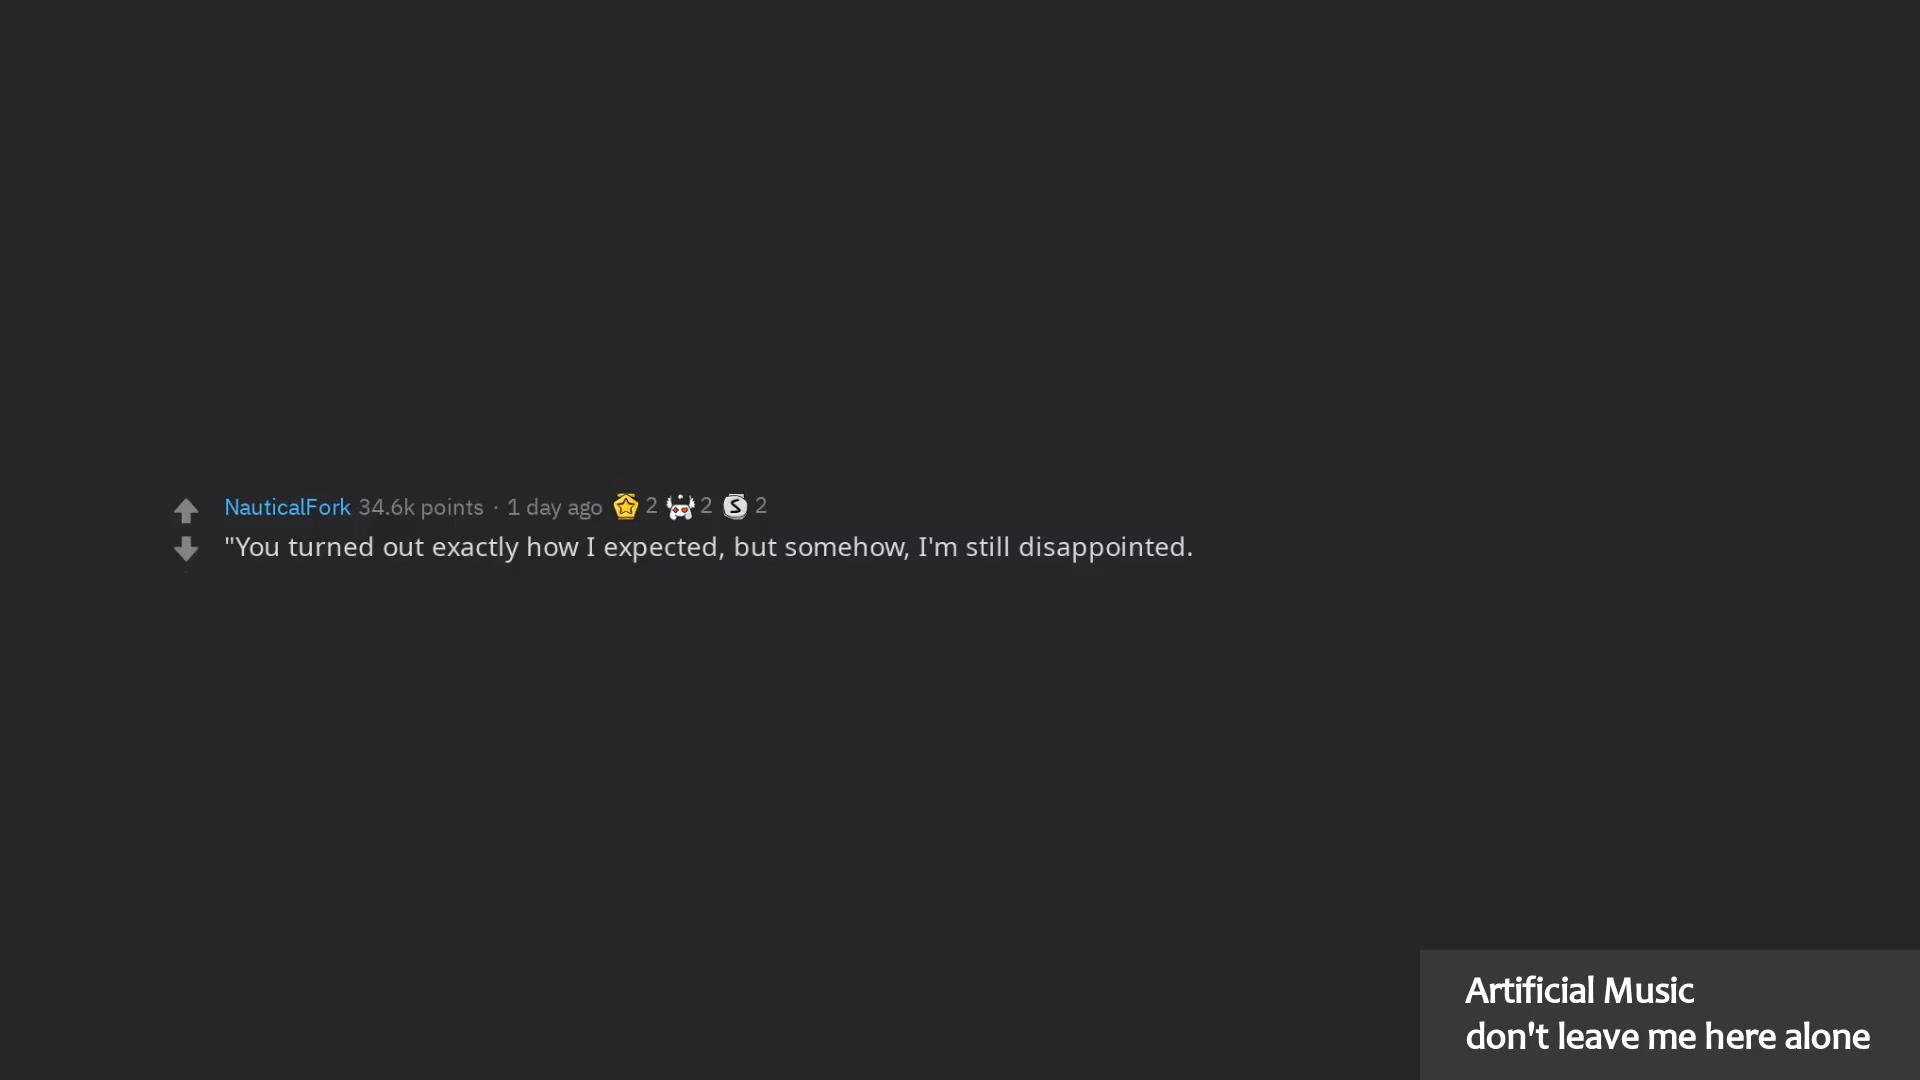 NauticalFork 34.6k points · 1 day ago 2 2 S 2
"You turned out exactly how I expected, but somehow, I'm still disappointed.
Artificial Music
don't leave me here alone